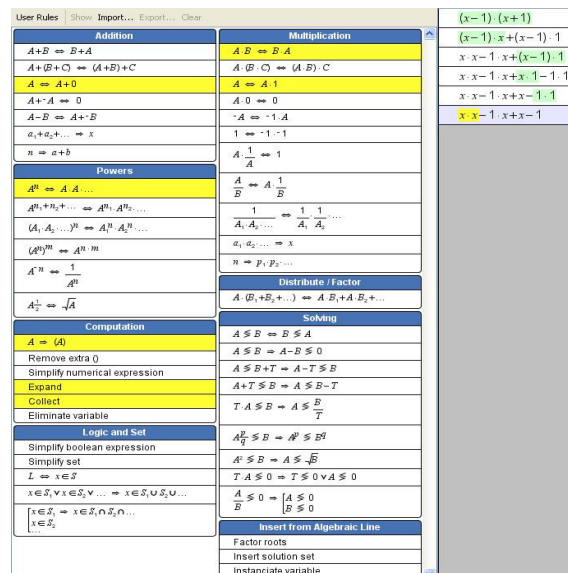 User Rules Show Import... Export... Clear
Addition
A+B ⇔ B+A
A+(B+C) ⇔ (A+B)+C
A ⇔ A+0
A+⁻A ⇔ 0
A−B ⇔ A+⁻B
a₁+a₂+... ⇒ x
n ⇒ a+b
Powers
Aⁿ ⇔ A·A·...
A^(n₁+n₂+...) ⇔ A^n₁·A^n₂·...
(A₁·A₂·...)ⁿ ⇔ A₁ⁿ·A₂ⁿ·...
(Aⁿ)ᵐ ⇔ A^(n·m)
A⁻ⁿ ⇔ 1/Aⁿ
A^(1/2) ⇔ √A
Computation
A ⇒ (A)
Remove extra ()
Simplify numerical expression
Expand
Collect
Eliminate variable
Logic and Set
Simplify boolean expression
Simplify set
L ⇔ x∈S
x∈S₁∨x∈S₂∨... ⇒ x∈S₁∪S₂∪...
[x∈S₁ ⇒ x∈S₁∩S₂∩...
x∈S₂
...
Multiplication
A·B ⇔ B·A
A·(B·C) ⇔ (A·B)·C
A ⇔ A·1
A·0 ⇔ 0
⁻A ⇔ ⁻1·A
1 ⇔ ⁻1·⁻1
A·1/A ⇔ 1
A/B ⇔ A·1/B
1/(A₁·A₂·...) ⇔ 1/A₁·1/A₂·...
a₁·a₂·... ⇒ x
n ⇒ p₁·p₂·...
Distribute / Factor
A·(B₁+B₂+...) ⇔ A·B₁+A·B₂+...
Solving
A≶B ⇔ B≶A
A≶B ⇒ A−B≶0
A≶B+T ⇒ A−T≶B
A+T≶B ⇒ A≶B−T
T·A≶B ⇒ A≶B/T
A^(p/q)≶B ⇒ Aᵖ≶B^q
A²≶B ⇒ A≶√B
T·A≶0 ⇒ T≶0∨A≶0
A/B≶0 ⇒ [A≶0
B≶0
Insert from Algebraic Line
Factor roots
Insert solution set
Instanciate variable
(x−1)·(x+1)
(x−1)·x+(x−1)·1
x·x−1·x+(x−1)·1
x·x−1·x+x·1−1·1
x·x−1·x+x−1·1
x·x−1·x+x−1